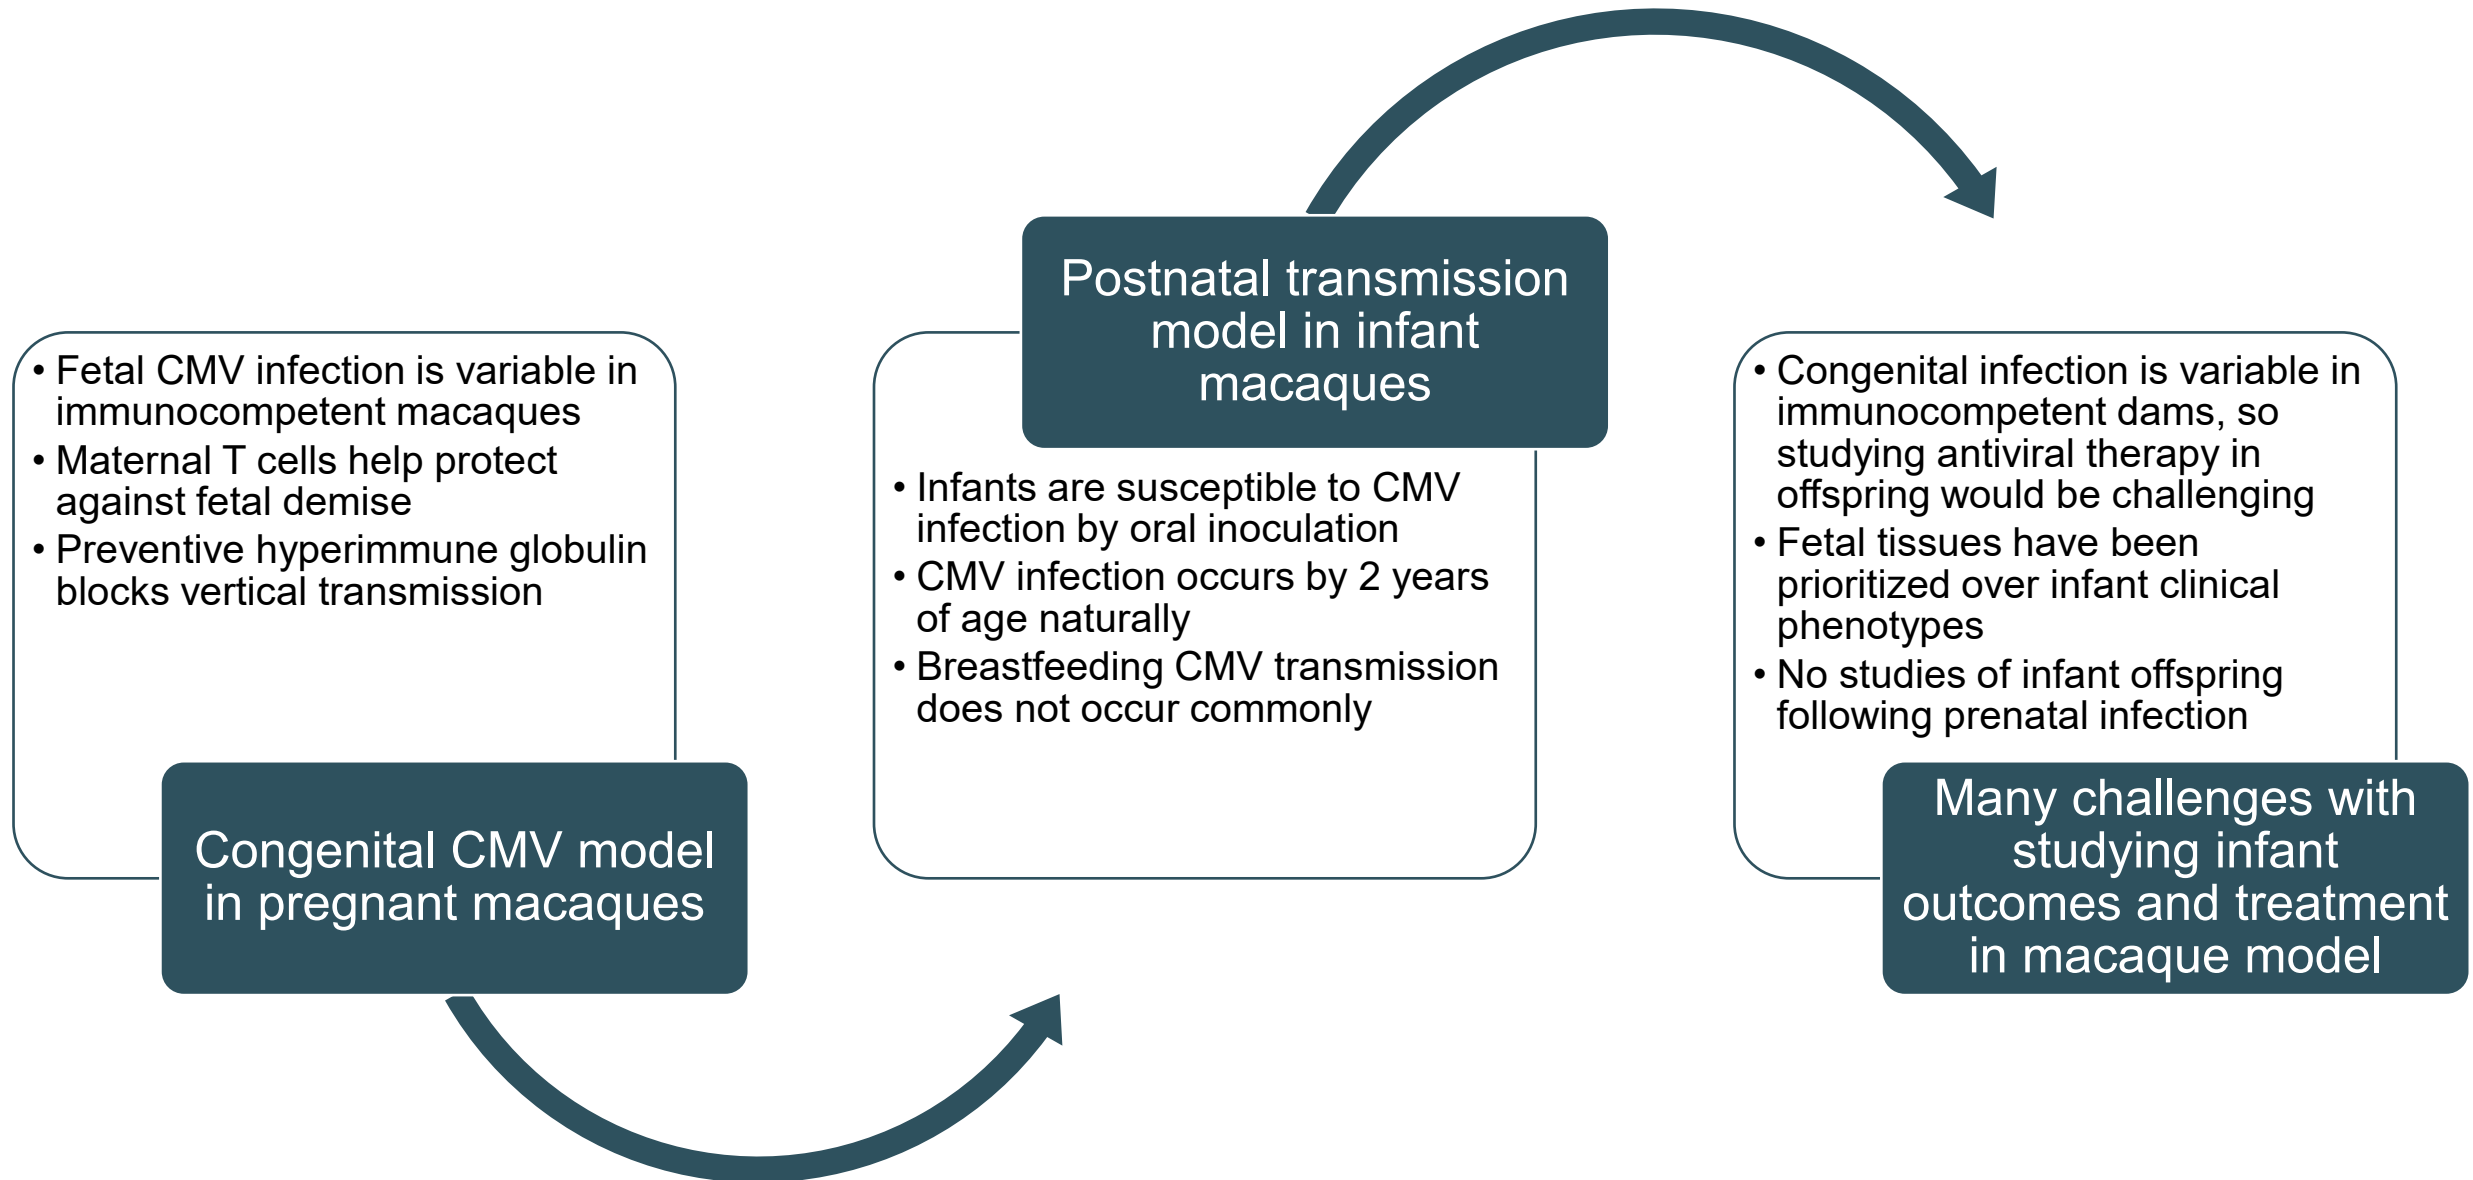 • Fetal CMV infection is variable in
immunocompetent macaques
• Maternal T cells help protect
against fetal demise
• Preventive hyperimmune globulin
blocks vertical transmission
Congenital CMV model
in pregnant macaques
Postnatal transmission
model in infant
macaques
• Infants are susceptible to CMV
infection by oral inoculation
• CMV infection occurs by 2 years
of age naturally
• Breastfeeding CMV transmission
does not occur commonly
• Congenital infection is variable in
immunocompetent dams, so
studying antiviral therapy in
offspring would be challenging
• Fetal tissues have been
prioritized over infant clinical
phenotypes
• No studies of infant offspring
following prenatal infection
Many challenges with
studying infant
outcomes and treatment
in macaque model